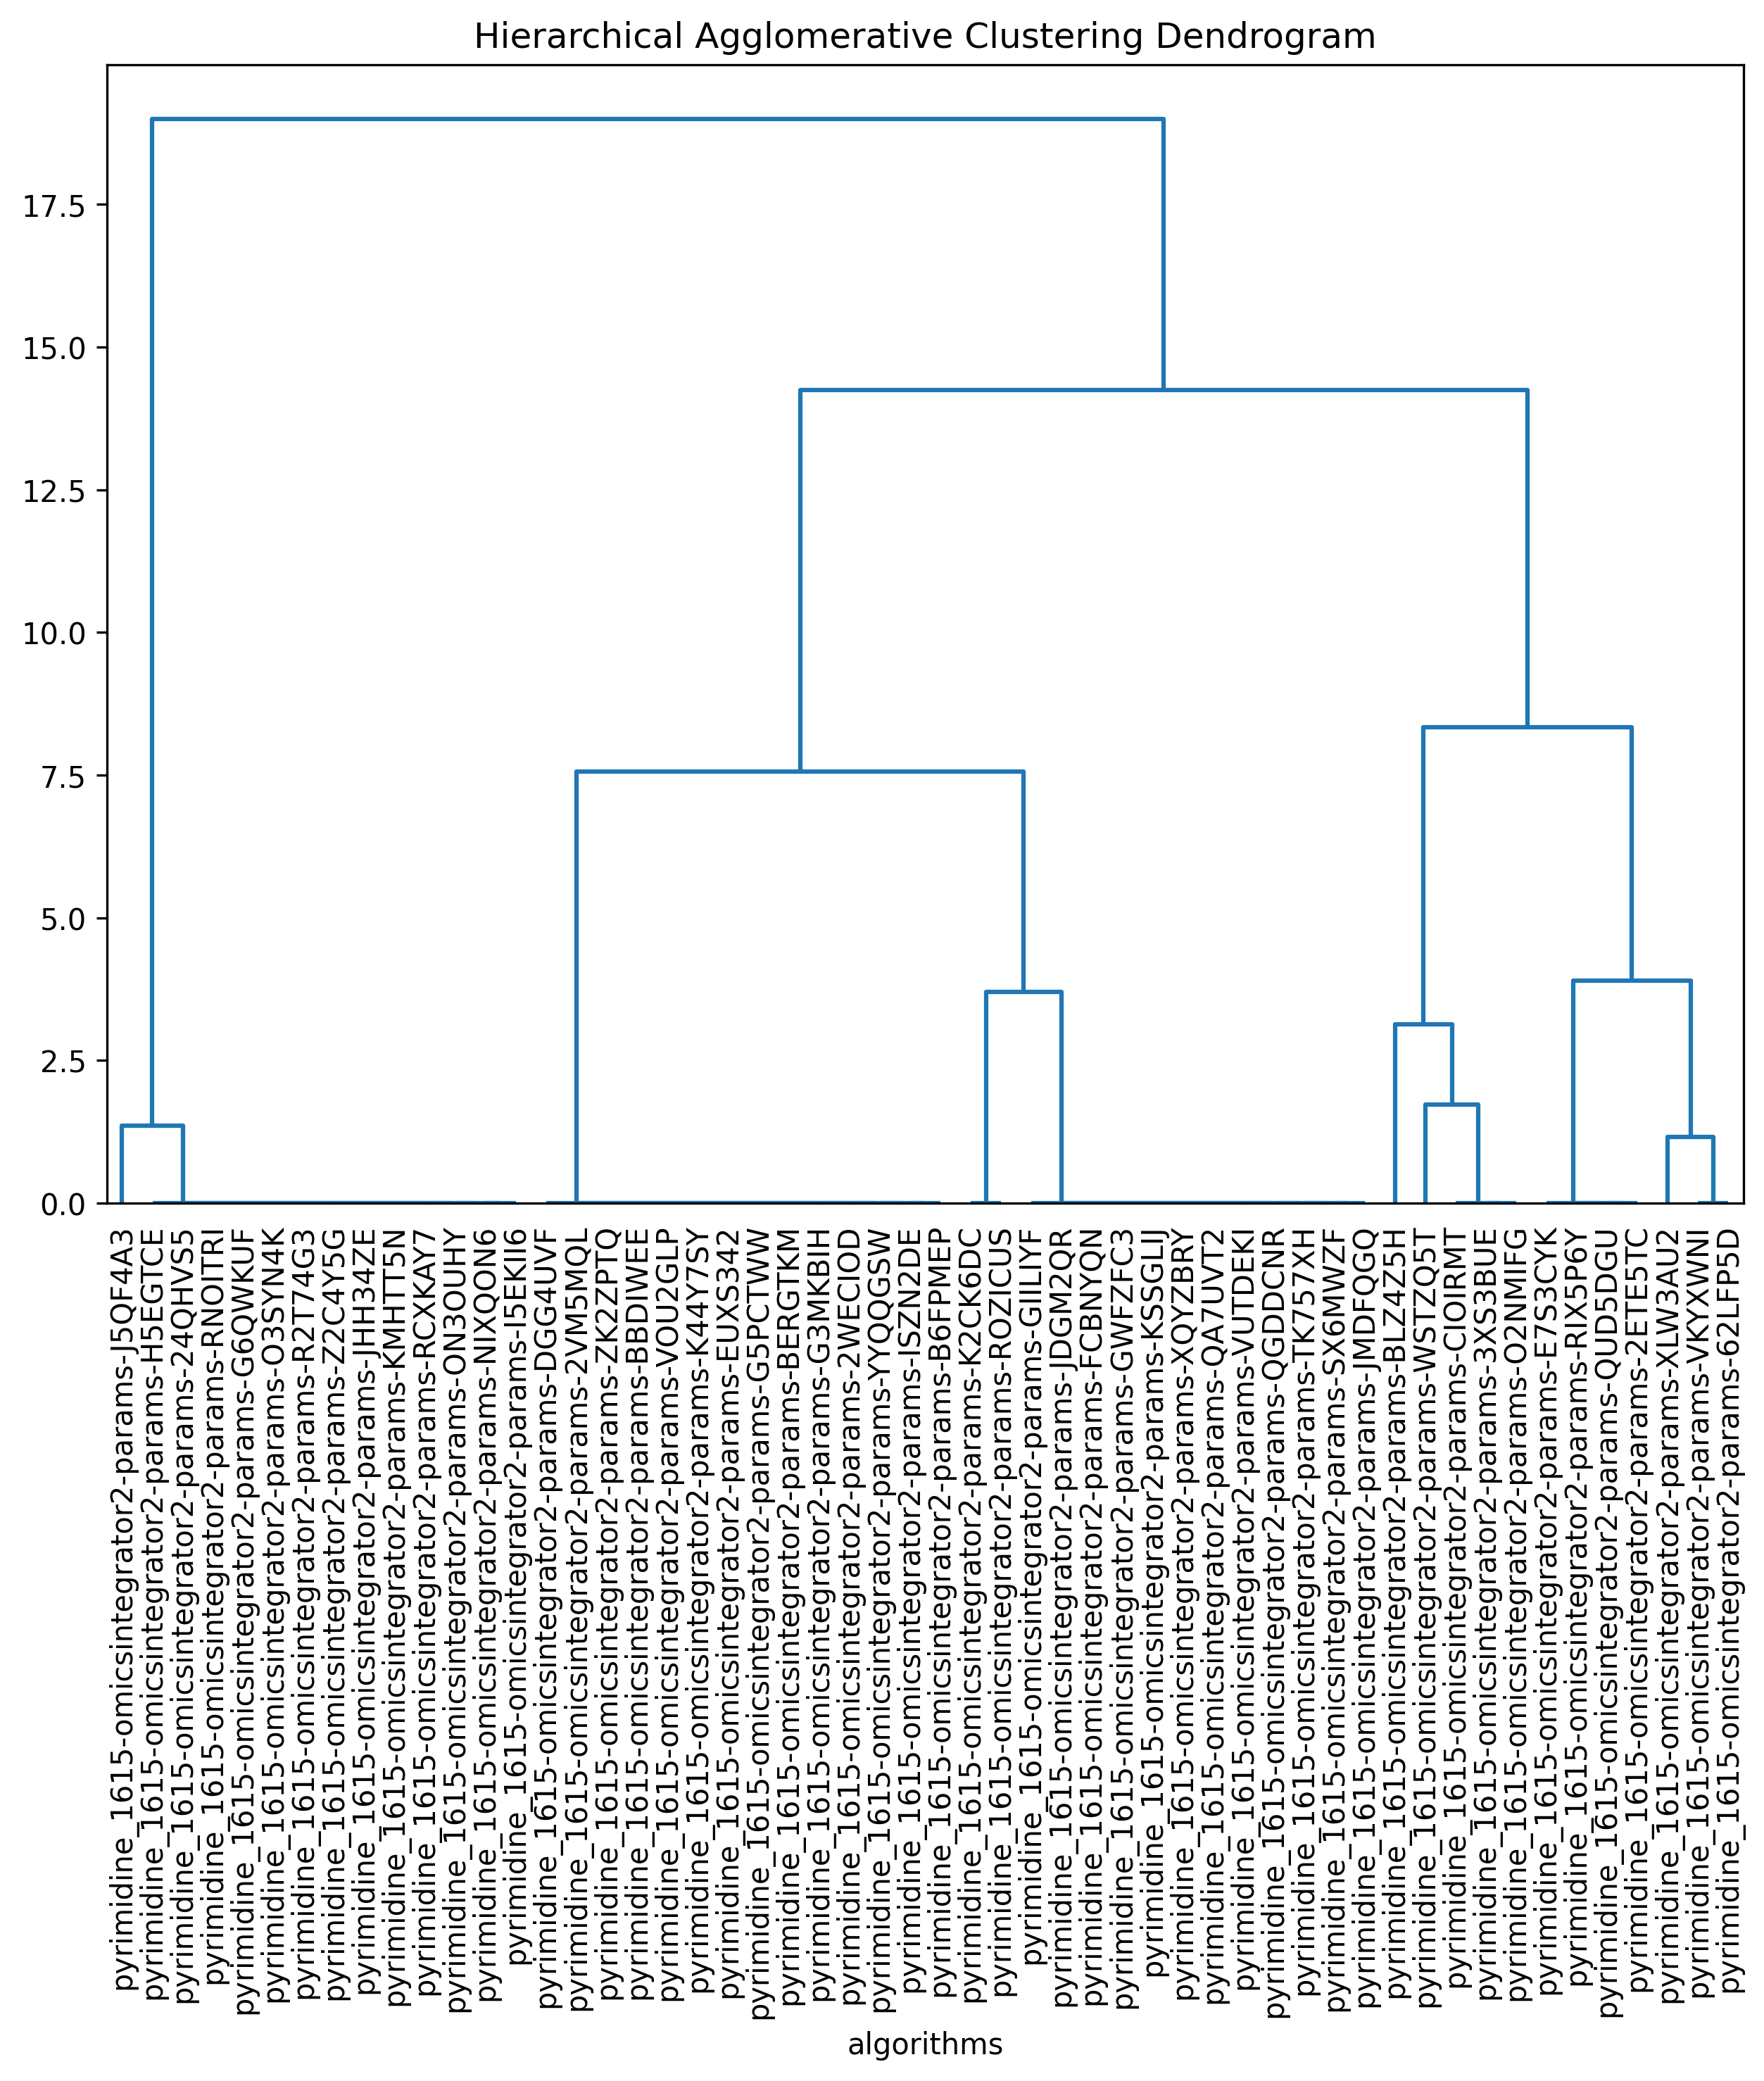 Hierarchical Agglomerative Clustering Dendrogram
17.5
15.0
12.5
10.0
7.5
5.0
2.5
0.0
pyrimidine_1615-omicsintegrator2-params-J5QF4A3
pyrimidine_1615-omicsintegrator2-params-H5EGTCE
pyrimidine_1615-omicsintegrator2-params-24QHVS5
pyrimidine_1615-omicsintegrator2-params-RNOITRI
pyrimidine_1615-omicsintegrator2-params-G6QWKUF
pyrimidine_1615-omicsintegrator2-params-O3SYN4K
pyrimidine_1615-omicsintegrator2-params-R2T74G3
pyrimidine_1615-omicsintegrator2-params-Z2C4Y5G
pyrimidine_1615-omicsintegrator2-params-JHH34ZE
pyrimidine_1615-omicsintegrator2-params-KMHTT5N
pyrimidine_1615-omicsintegrator2-params-RCXKAY7
pyrimidine_1615-omicsintegrator2-params-ON3OUHY
pyrimidine_1615-omicsintegrator2-params-NIXQON6
pyrimidine_1615-omicsintegrator2-params-I5EKII6
pyrimidine_1615-omicsintegrator2-params-DGG4UVF
pyrimidine_1615-omicsintegrator2-params-2VM5MQL
pyrimidine_1615-omicsintegrator2-params-ZK2ZPTQ
pyrimidine_1615-omicsintegrator2-params-BBDIWEE
pyrimidine_1615-omicsintegrator2-params-VOU2GLP
pyrimidine_1615-omicsintegrator2-params-K44Y7SY
pyrimidine_1615-omicsintegrator2-params-EUXS342
pyrimidine_1615-omicsintegrator2-params-G5PCTWW
pyrimidine_1615-omicsintegrator2-params-BERGTKM
pyrimidine_1615-omicsintegrator2-params-G3MKBIH
pyrimidine_1615-omicsintegrator2-params-2WECIOD
pyrimidine_1615-omicsintegrator2-params-YYQQGSW
pyrimidine_1615-omicsintegrator2-params-ISZN2DE
pyrimidine_1615-omicsintegrator2-params-B6FPMEP
pyrimidine_1615-omicsintegrator2-params-K2CK6DC
pyrimidine_1615-omicsintegrator2-params-ROZICUS
pyrimidine_1615-omicsintegrator2-params-GIILIYF
pyrimidine_1615-omicsintegrator2-params-JDGM2QR
pyrimidine_1615-omicsintegrator2-params-FCBNYQN
pyrimidine_1615-omicsintegrator2-params-GWFZFC3
pyrimidine_1615-omicsintegrator2-params-KSSGLIJ
pyrimidine_1615-omicsintegrator2-params-XQYZBRY
pyrimidine_1615-omicsintegrator2-params-QA7UVT2
pyrimidine_1615-omicsintegrator2-params-VUTDEKI
pyrimidine_1615-omicsintegrator2-params-QGDDCNR
pyrimidine_1615-omicsintegrator2-params-TK757XH
pyrimidine_1615-omicsintegrator2-params-SX6MWZF
pyrimidine_1615-omicsintegrator2-params-JMDFQGQ
pyrimidine_1615-omicsintegrator2-params-BLZ4Z5H
pyrimidine_1615-omicsintegrator2-params-WSTZQ5T
pyrimidine_1615-omicsintegrator2-params-CIOIRMT
pyrimidine_1615-omicsintegrator2-params-3XS3BUE
pyrimidine_1615-omicsintegrator2-params-O2NMIFG
pyrimidine_1615-omicsintegrator2-params-E7S3CYK
pyrimidine_1615-omicsintegrator2-params-RIX5P6Y
pyrimidine_1615-omicsintegrator2-params-QUD5DGU
pyrimidine_1615-omicsintegrator2-params-2ETE5TC
pyrimidine_1615-omicsintegrator2-params-XLW3AU2
pyrimidine_1615-omicsintegrator2-params-VKYXWNI
pyrimidine_1615-omicsintegrator2-params-62LFP5D
algorithms